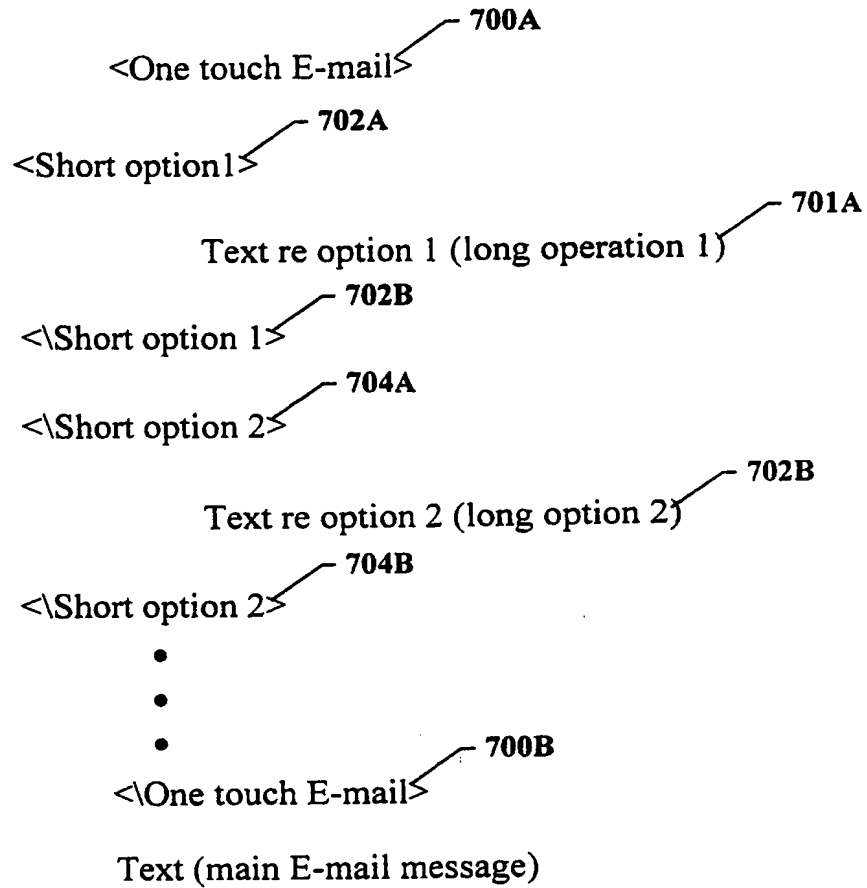 700A
<One touch E-mail>
702A
<Short option1>
701A
Text re option 1 (long operation 1)
702B
<\Short option 1>
704A
<\Short option 2>
702B
Text re option 2 (long option 2)
704B
<\Short option 2>
700B
<\One touch E-mail>
Text (main E-mail message)